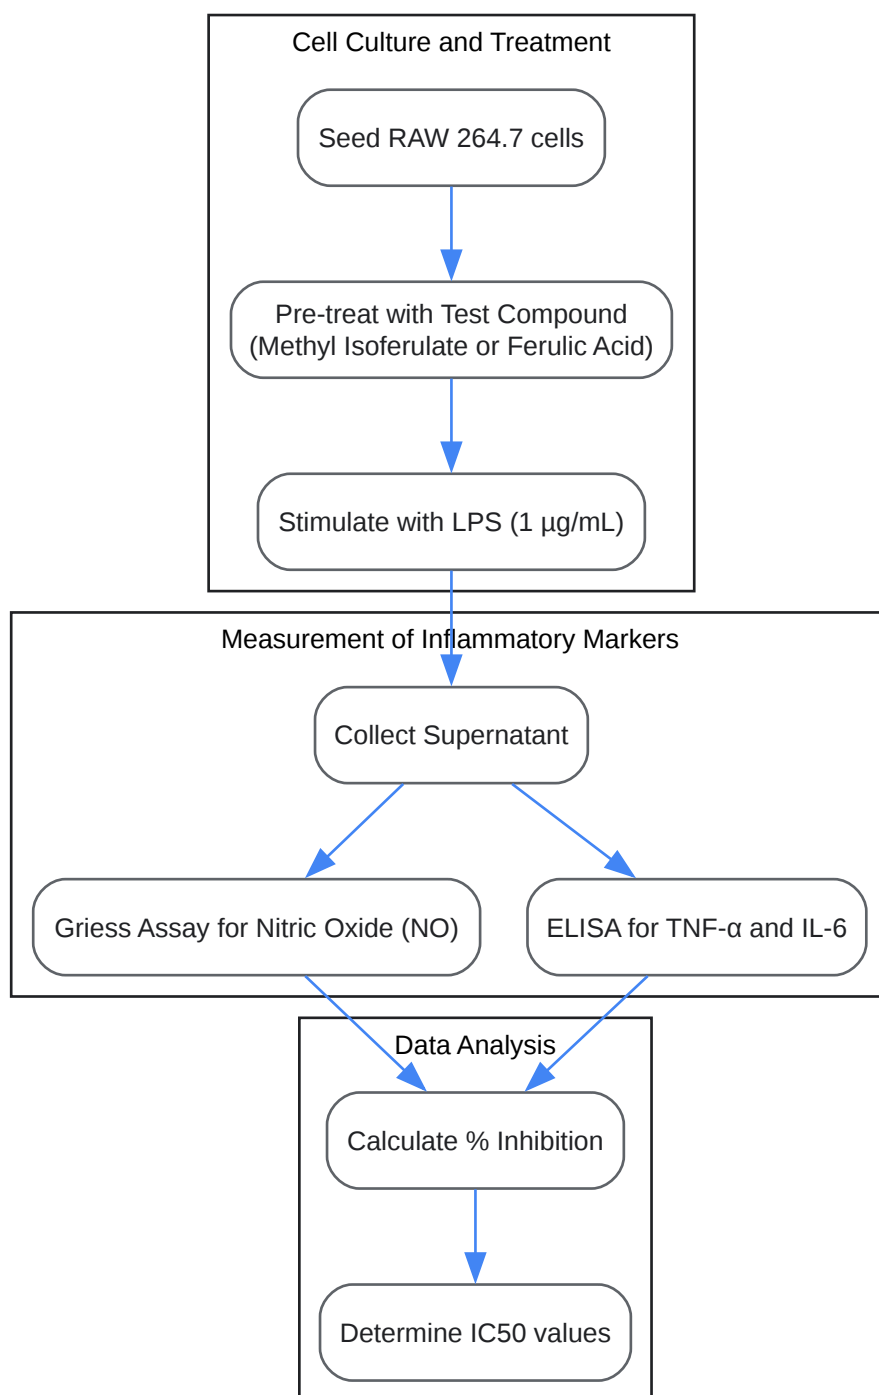 Cell Culture and Treatment
Seed RAW 264.7 cells
Pre-treat with Test Compound
(Methyl Isoferulate or Ferulic Acid)
Stimulate with LPS (1 µg/mL)
Measurement of Inflammatory Markers
Collect Supernatant
Griess Assay for Nitric Oxide (NO)
ELISA for TNF-α and IL-6
Data Analysis
Calculate % Inhibition
Determine IC50 values